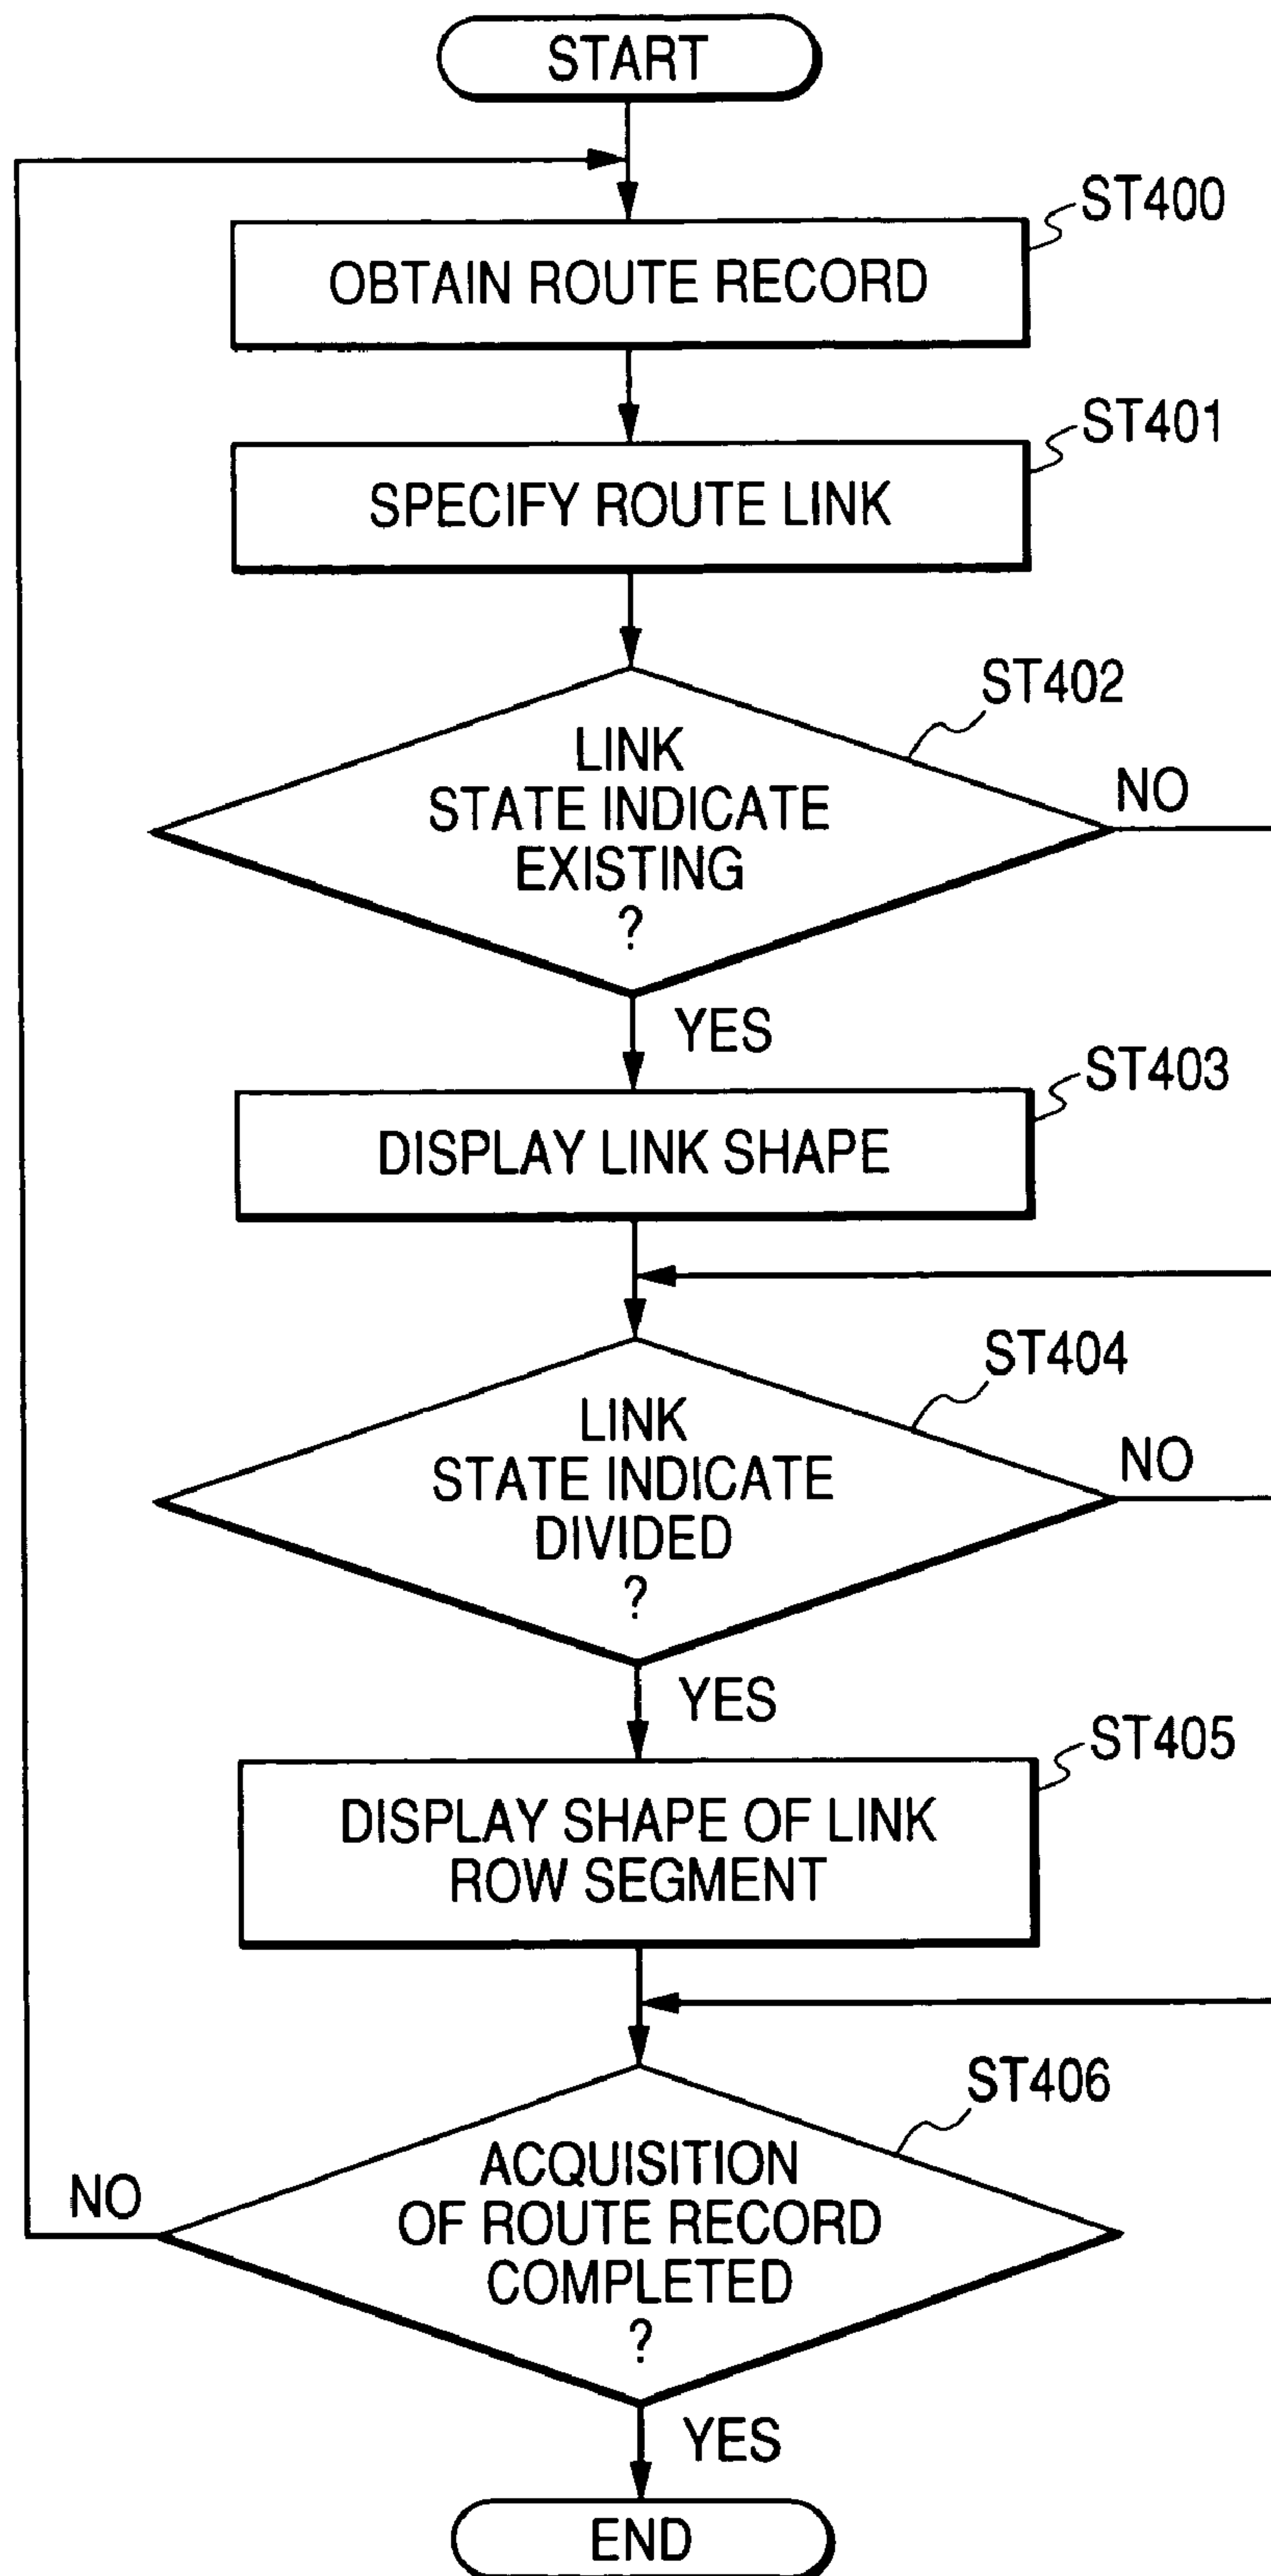 START
ST400
OBTAIN ROUTE RECORD
ST401
SPECIFY ROUTE LINK
ST402
LINK
STATE INDICATE
EXISTING
?
NO
YES
ST403
DISPLAY LINK SHAPE
ST404
LINK
STATE INDICATE
DIVIDED
?
NO
YES
ST405
DISPLAY SHAPE OF LINK
ROW SEGMENT
ST406
ACQUISITION
OF ROUTE RECORD
COMPLETED
?
NO
YES
END